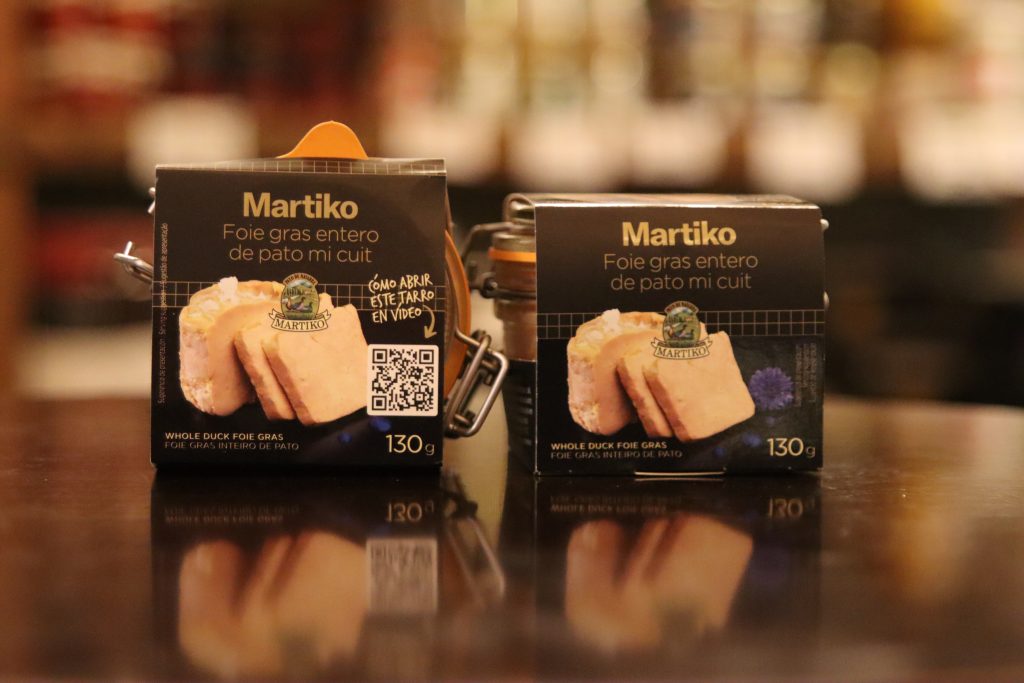 Martiko
Foie gras entero
de pato mi cuit
CÓMO ABRIR
ESTE TARRO
EN VÍDEO
MARTIKO
WHOLE DUCK FOIE GRAS
FOIE GRAS INTEIRO DE PATO
130g
Martiko
Foie gras entero
de pato mi cuit
MARTIKO
WHOLE DUCK FOIE GRAS
FOIE GRAS INTEIRO DE PATO
130g